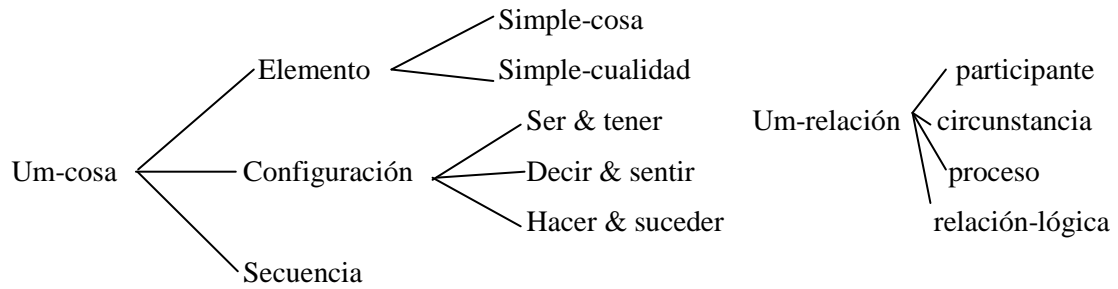 Simple-cosa
Elemento
Simple-cualidad
participante
Ser & tener
Um-relación
circunstancia
Um-cosa
Configuración
Decir & sentir
proceso
Hacer & suceder
relación-lógica
Secuencia